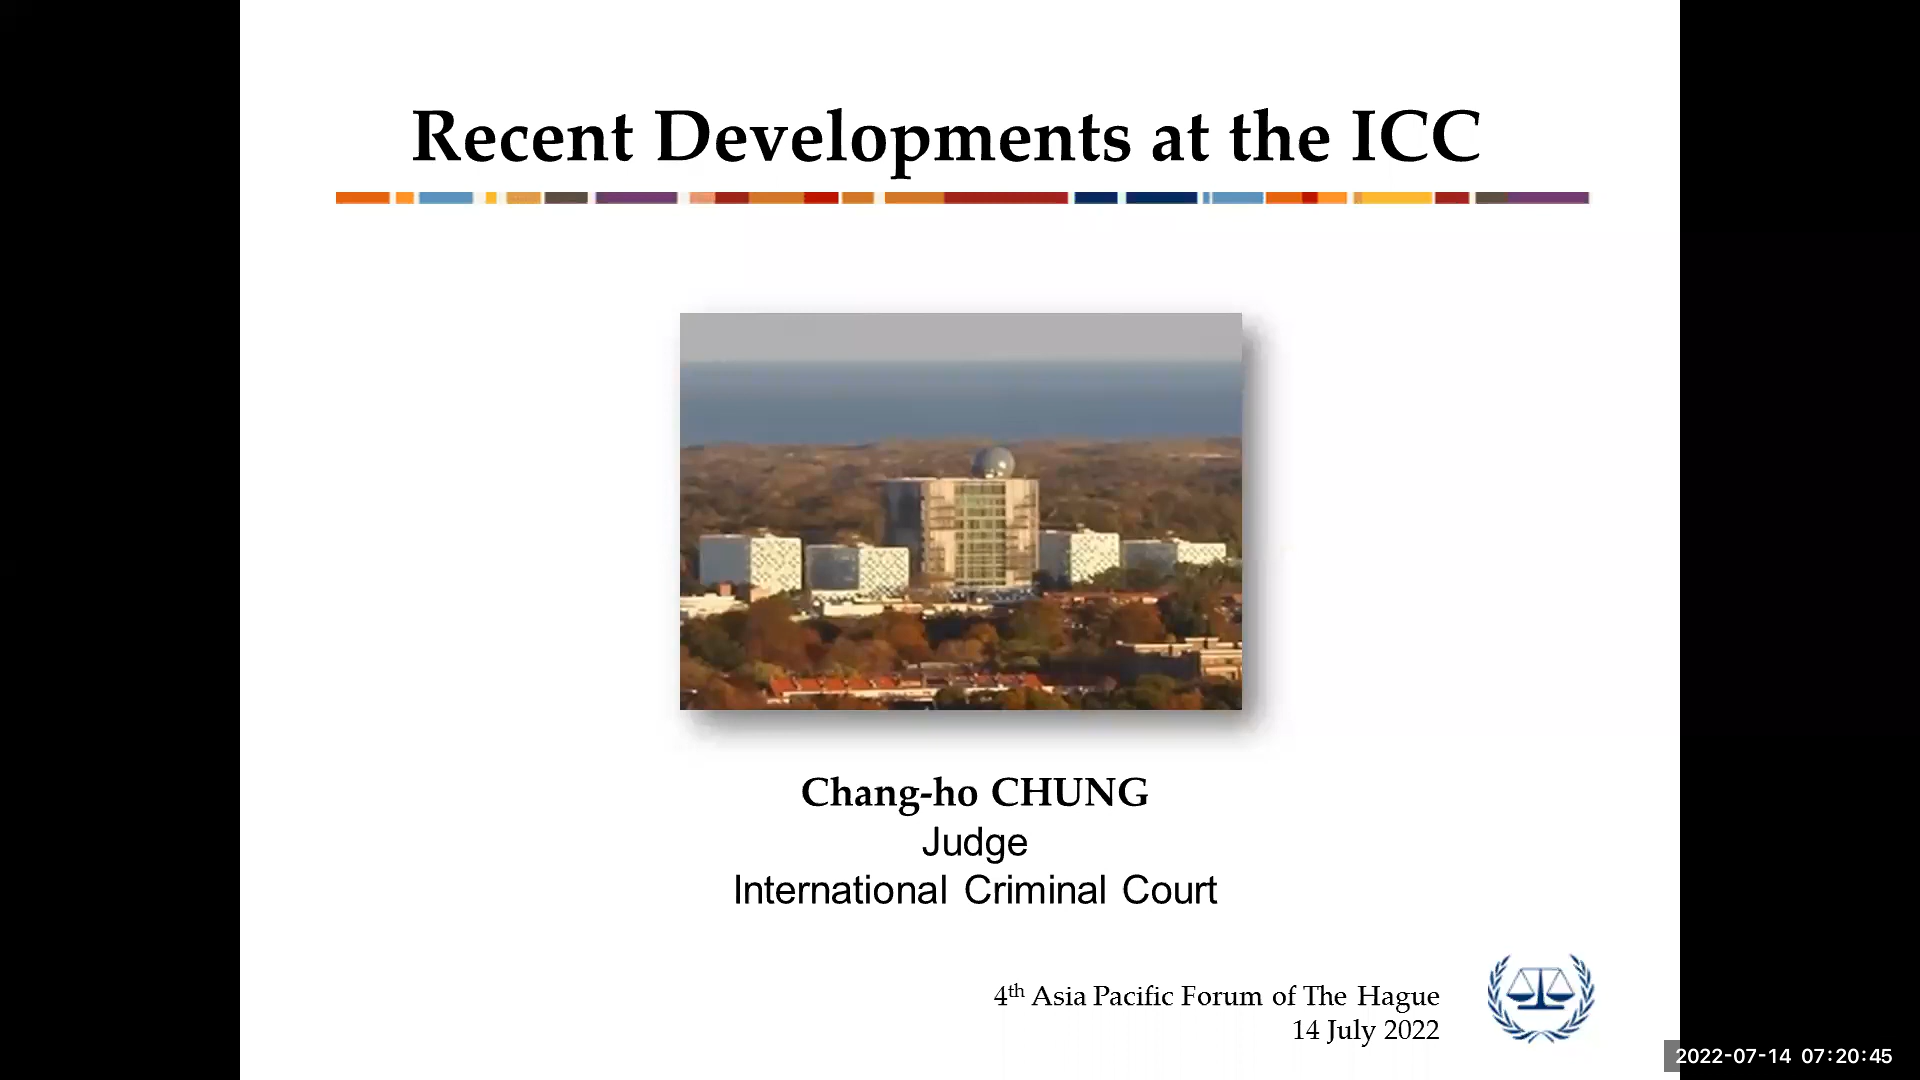 Recent Developments at the ICC
Chang-ho CHUNG
Judge
International Criminal Court
4th Asia Pacific Forum of The Hague
14 July 2022
2022-07-14 07:20:45